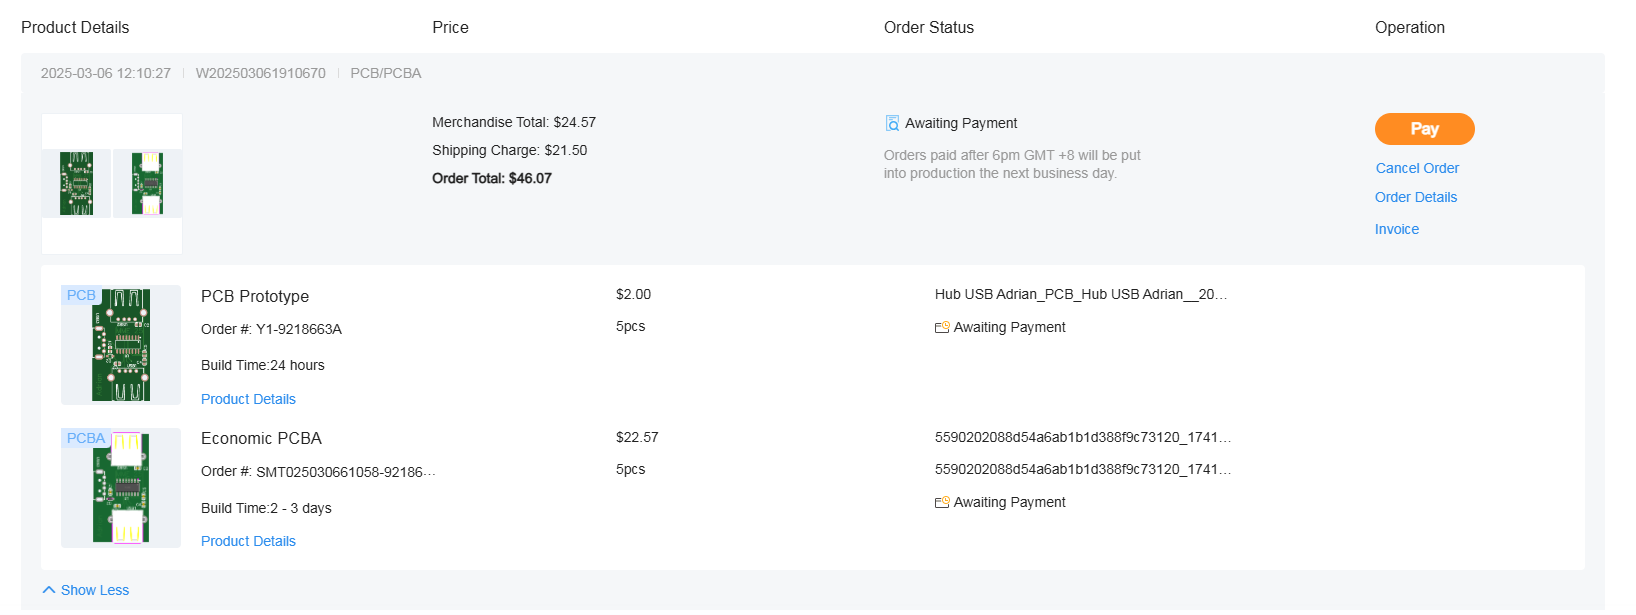 Product Details
Price
Order Status
Operation
2025-03-06 12:10:27
W202503061910670
PCB/PCBA
Merchandise Total: $24.57
Shipping Charge: $21.50
Order Total: $46.07
Awaiting Payment
Orders paid after 6pm GMT +8 will be put
into production the next business day.
Pay
Cancel Order
Order Details
Invoice
PCB
PCB Prototype
Order #: Y1-9218663A
Build Time:24 hours
Product Details
$2.00
5pcs
Hub USB Adrian_PCB_Hub USB Adrian__20…
Awaiting Payment
PCBA
Economic PCBA
Order #: SMT025030661058-92186…
Build Time:2 - 3 days
Product Details
$22.57
5pcs
5590202088d54a6ab1b1d388f9c73120_1741…
5590202088d54a6ab1b1d388f9c73120_1741…
Awaiting Payment
Show Less